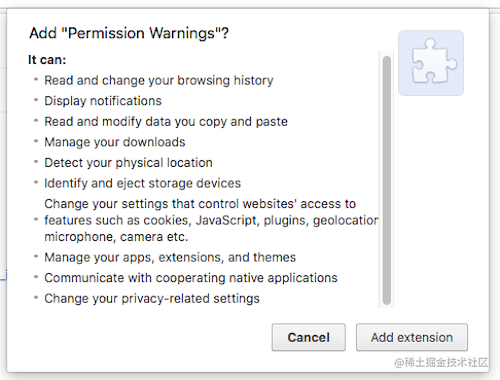 Add "Permission Warnings"?
It can:
Read and change your browsing history
Display notifications
Read and modify data you copy and paste
Manage your downloads
Detect your physical location
Identify and eject storage devices
Change your settings that control websites' access to
features such as cookies, JavaScript, plugins, geolocation
microphone, camera etc.
Manage your apps, extensions, and themes
Communicate with cooperating native applications
Change your privacy-related settings
Cancel
Add extension
@稀土掘金技术社区